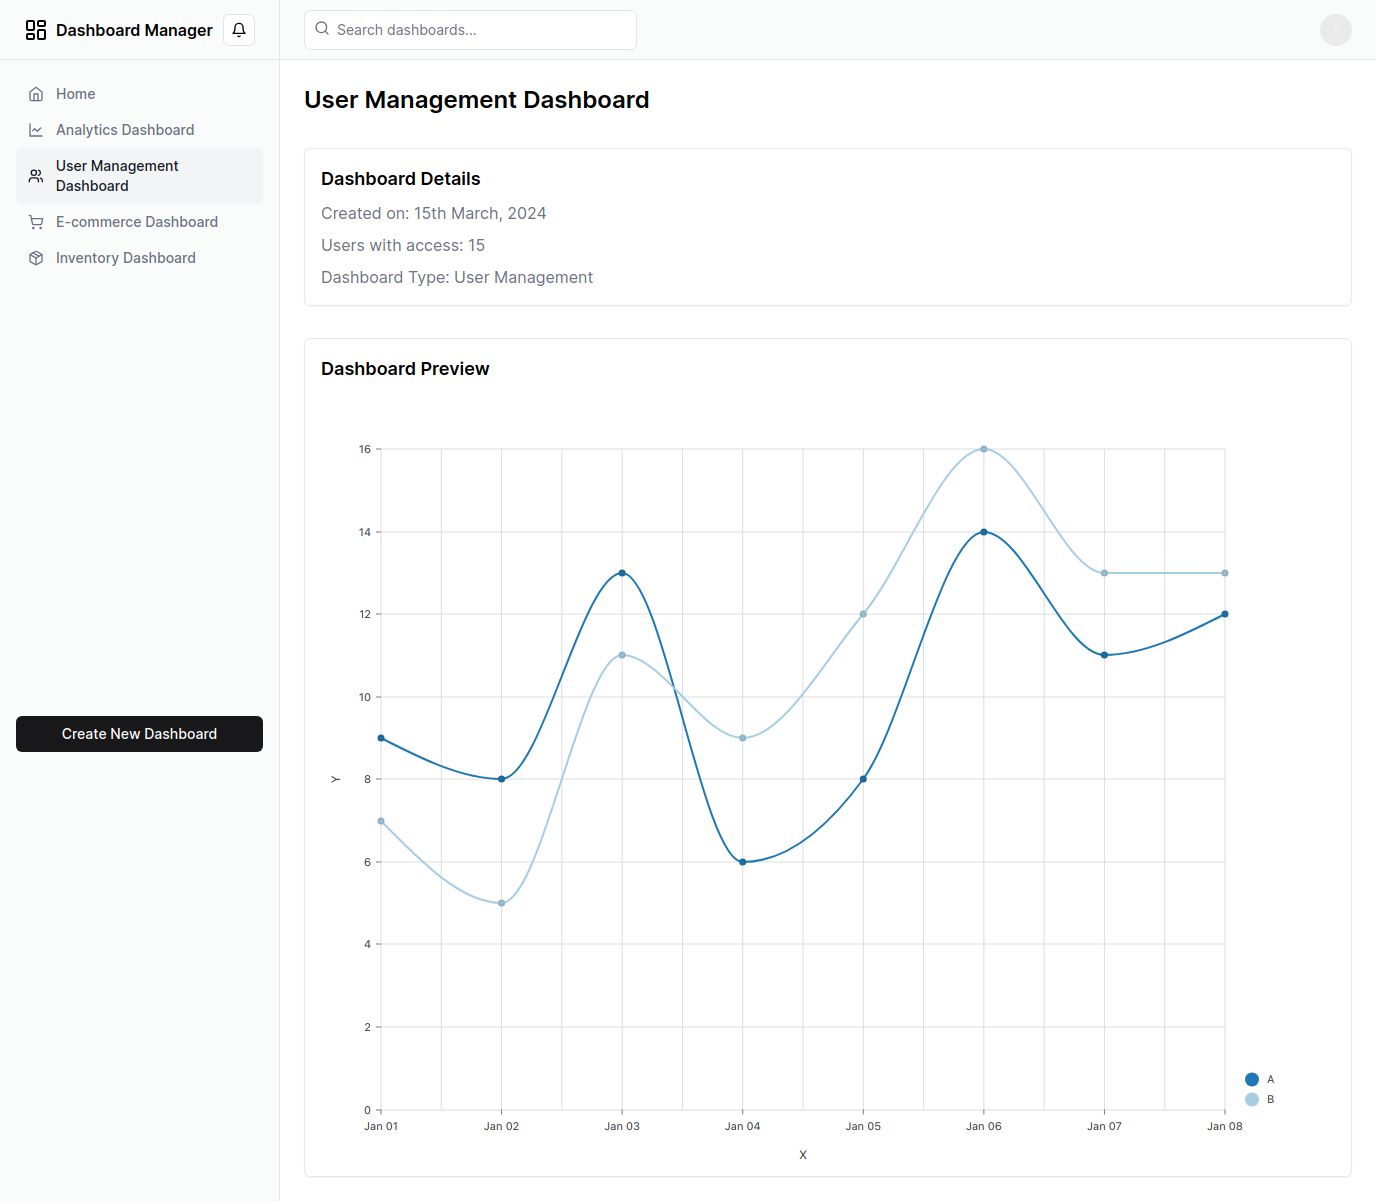 Dashboard Manager
Search dashboards...
Home
Analytics Dashboard
User Management
Dashboard
E-commerce Dashboard
Inventory Dashboard
Create New Dashboard
User Management Dashboard
Dashboard Details
Created on: 15th March, 2024
Users with access: 15
Dashboard Type: User Management
Dashboard Preview
16
14
12
10
8
6
4
2
0
Y
Jan 01 Jan 02 Jan 03 Jan 04 Jan 05 Jan 06 Jan 07 Jan 08
X
A
B